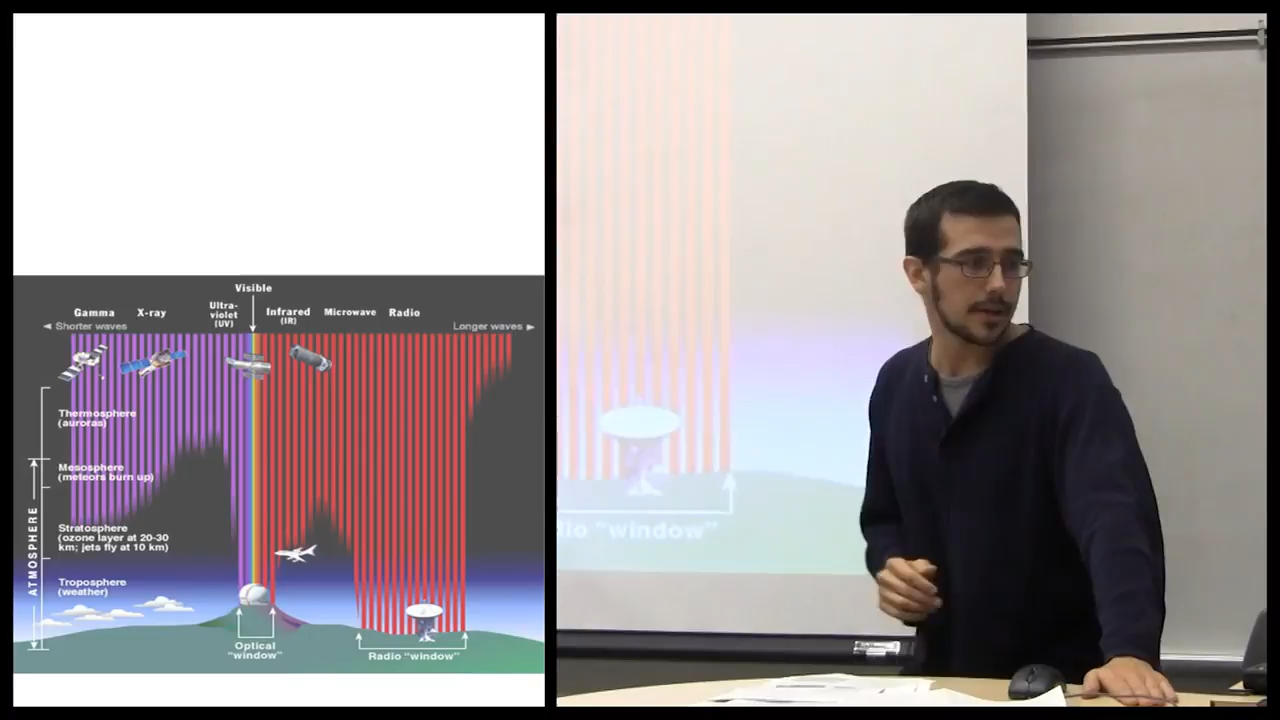 Visible
Gamma X-ray Ultra-
violet
(UV) Infrared
(IR) Microwave Radio
◄ Shorter waves Longer waves ►
Thermosphere
(auroras)
Mesosphere
(meteors burn up)
Stratosphere
(ozone layer at 20-30
km; jets fly at 10 km)
ATMOSPHERE
Troposphere
(weather)
Optical
"window"
Radio "window"
dio "window"